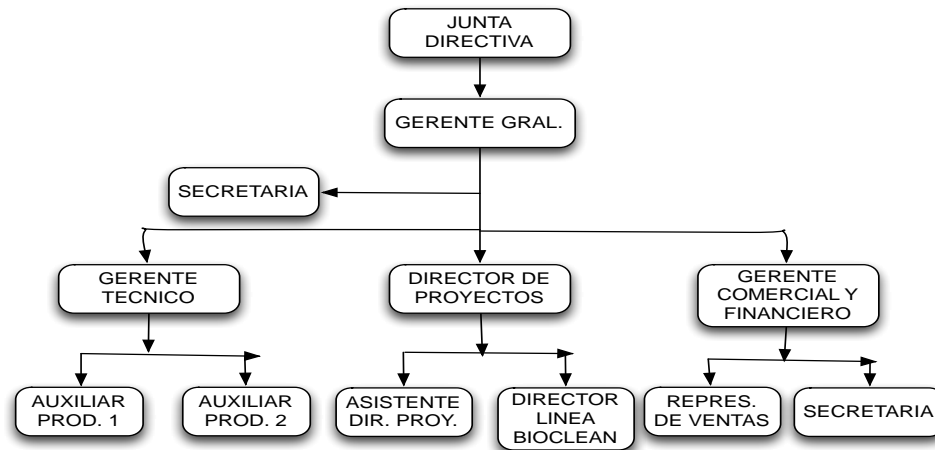 JUNTA
DIRECTIVA
GERENTE GRAL.
SECRETARIA
GERENTE
TECNICO
DIRECTOR DE
PROYECTOS
GERENTE
COMERCIAL Y
FINANCIERO
AUXILIAR
PROD. 1
AUXILIAR
PROD. 2
ASISTENTE
DIR. PROY.
DIRECTOR
LINEA
BIOCLEAN
REPRES.
DE VENTAS
SECRETARIA